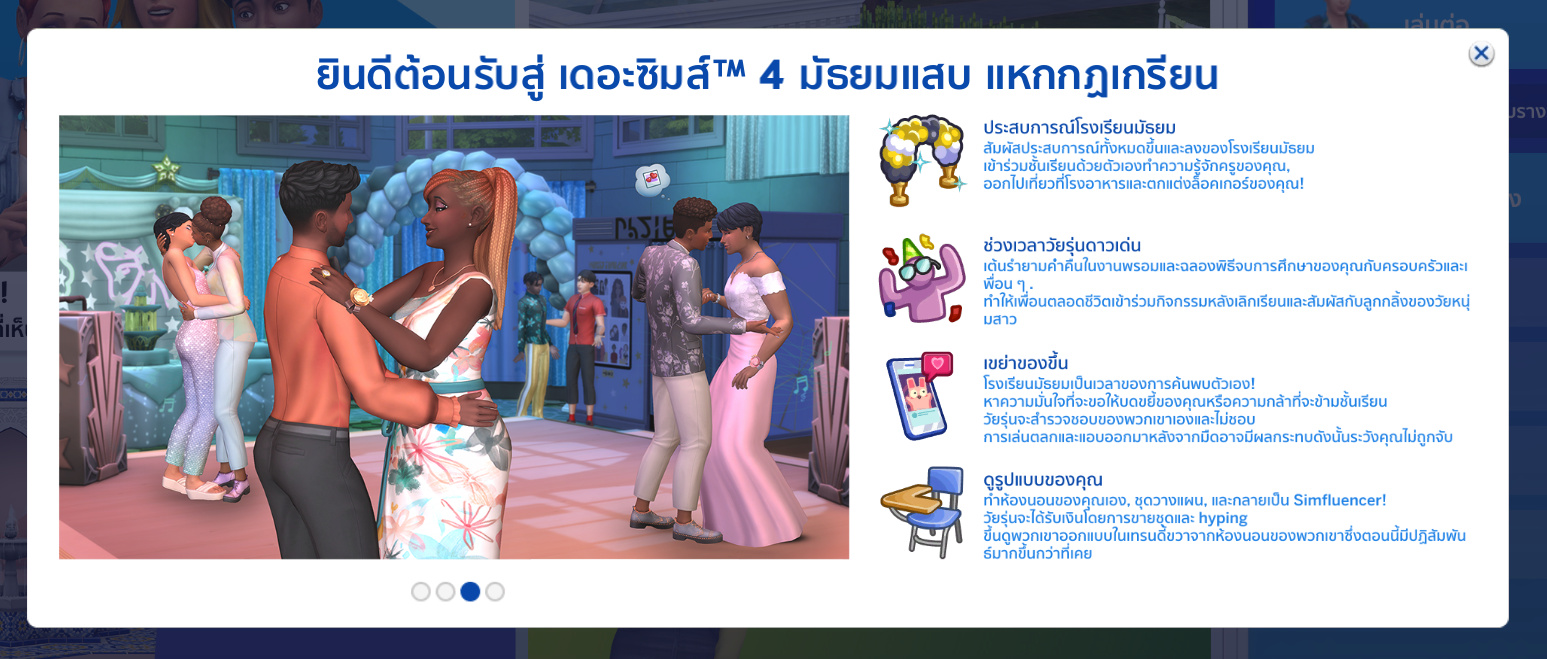 เล่นต่อ
ยินดีต้อนรับสู่ เดอะซิมส์™ 4 มัธยมแสบ แหกกฏเกรียน
ประสบการณ์โรงเรียนมัธยม
สัมผัสประสบการณ์ทั้งหมดขึ้นและลงของโรงเรียนมัธยม
เข้าร่วมชั้นเรียนด้วยตัวเองทำความรู้จักครูของคุณ,
ออกไปเที่ยวที่โรงอาหารและตกแต่งล็อคเกอร์ของคุณ!
ช่วงเวลาวัยรุ่นดาวเด่น
เต้นรำยามค่ำคืนในงานพรอมและฉลองพิธีจบการศึกษาของคุณกับครอบครัวและเ
พื่อน ๆ .
ทำให้เพื่อนตลอดชีวิตเข้าร่วมกิจกรรมหลังเลิกเรียนและสัมผัสกับลูกกลิ้งของวัยหนุ่
มสาว
เขย่าของขึ้น
โรงเรียนมัธยมเป็นเวลาของการค้นพบตัวเอง!
หาความมั่นใจที่จะขอให้บดขยี้ของคุณหรือความกล้าที่จะข้ามชั้นเรียน
วัยรุ่นจะสำรวจชอบของพวกเขาเองและไม่ชอบ
การเล่นตลกและแอบออกมาหลังจากมืดอาจมีผลกระทบดังนั้นระวังคุณไม่ถูกจับ
ดูรูปแบบของคุณ
ทำห้องนอนของคุณเอง, ชุดวางแผน, และกลายเป็น Simfluencer!
วัยรุ่นจะได้รับเงินโดยการขายชุดและ hyping
ขึ้นดูพวกเขาออกแบบในเทรนดี้ขวาจากห้องนอนของพวกเขาซึ่งตอนนี้มีปฏิสัมพัน
ธ์มากขึ้นกว่าที่เคย